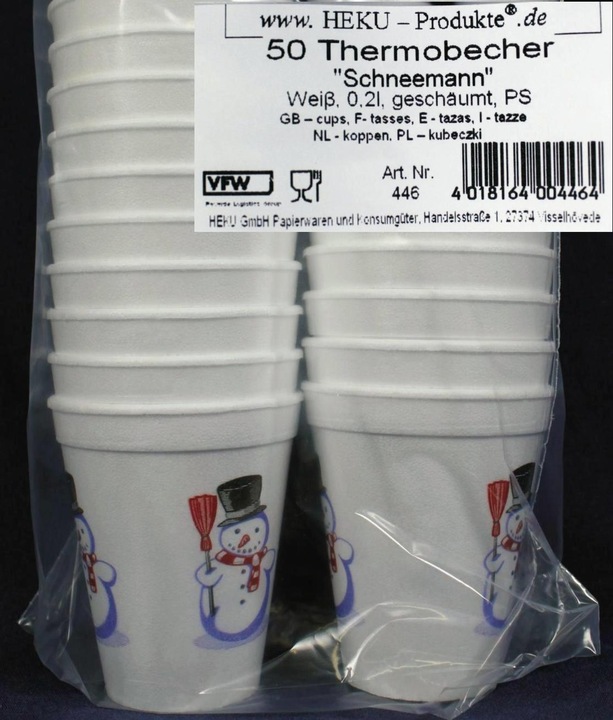 www. HEKU – Produkte®.de
50 Thermobecher
"Schneemann"
Weiß, 0,2l, geschäumt, PS
GB – cups, F- tasses, E - tazas, I - tazze
NL - koppen, PL – kubeczki
VFW
Art. Nr.
446
4 018164 004464
HEKU GmbH Papierwaren und Konsumgüter, Handelsstraße 1, 27374 Visselhövede